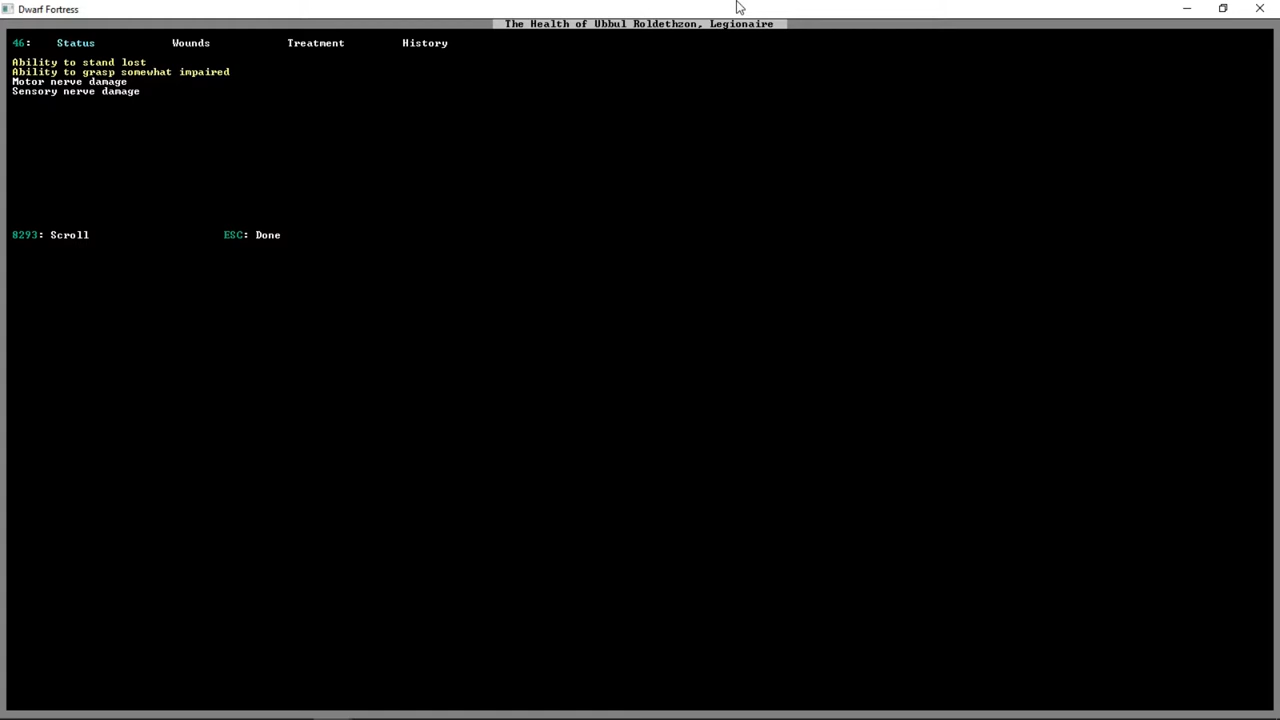 Dwarf Fortress
The Health of Ubbul Roldethzon, Legionaire
46: Status Wounds Treatment History
Ability to stand lost
Ability to grasp somewhat impaired
Motor nerve damage
Sensory nerve damage
8293: Scroll ESC: Done